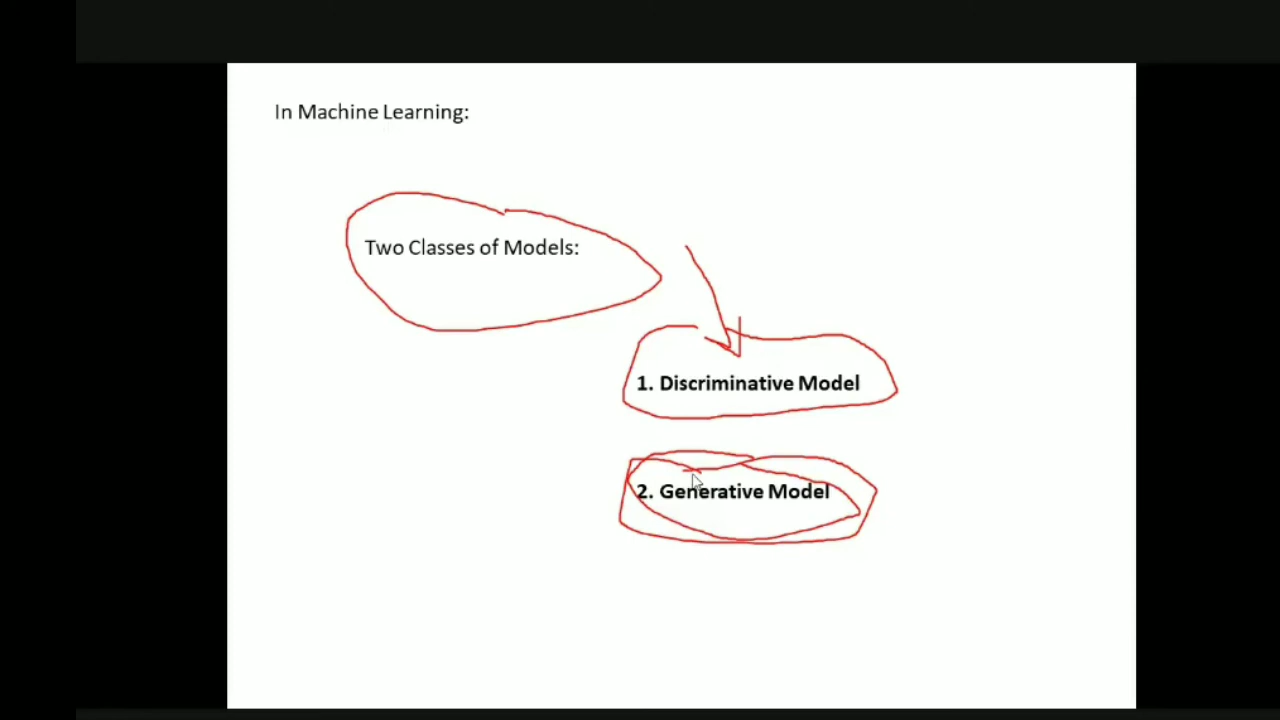 In Machine Learning:
Two Classes of Models:
1. Discriminative Model
2. Generative Model